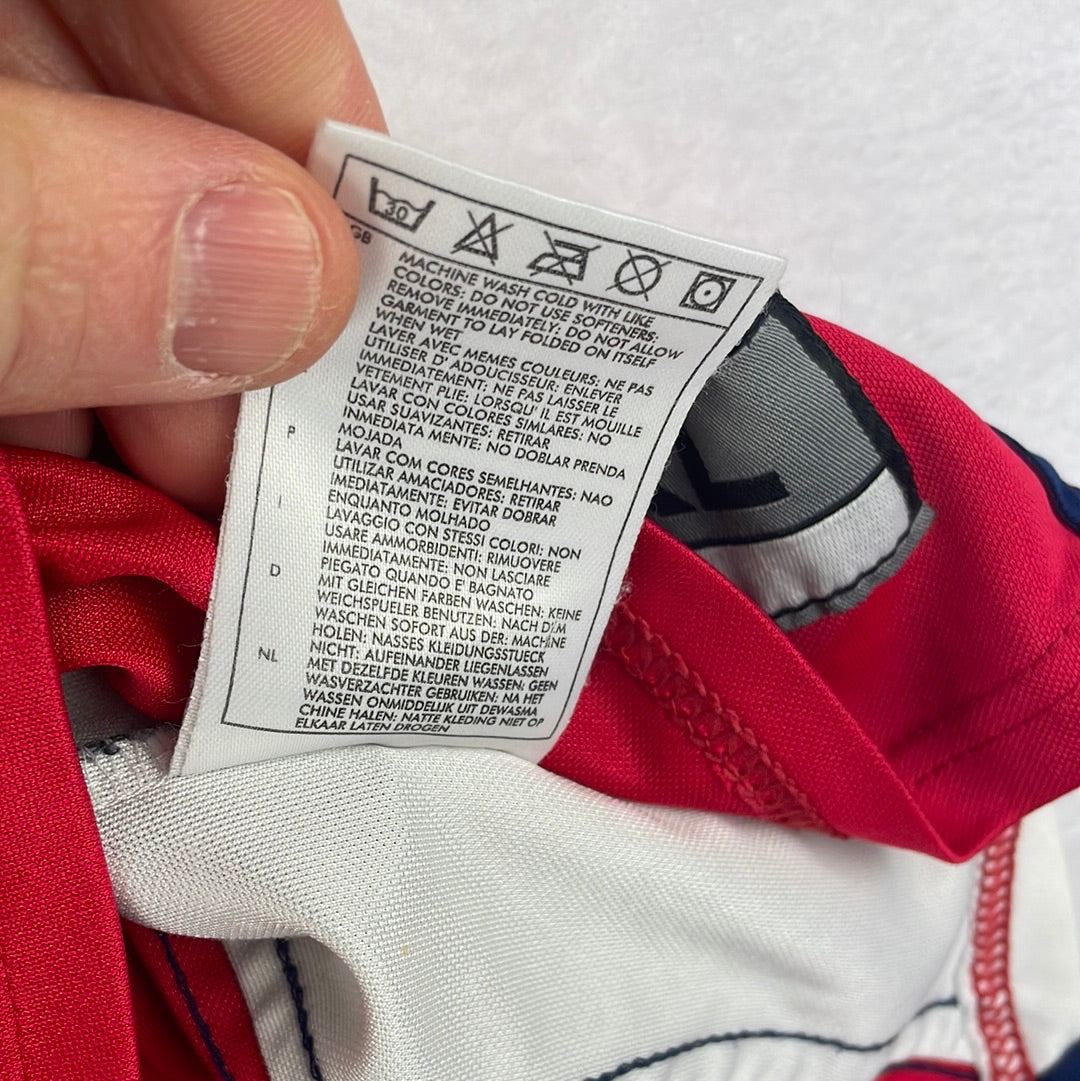 30
GB
MACHINE WASH COLD WITH LIKE
COLORS: DO NOT USE SOFTENERS:
REMOVE IMMEDIATELY: DO NOT ALLOW
GARMENT TO LAY FOLDED ON ITSELF
WHEN WET
LAVER AVEC MEMES COULEURS: NE PAS
UTILISER D' ADOUCISSEUR: ENLEVER
IMMEDIATEMENT: NE PAS LAISSER LE
VETEMENT PLIE: LORSQU' IL EST MOUILLE
LAVAR CON COLORES SIMLARES: NO
USAR SUAVIZANTES: RETIRAR
INMEDIATA MENTE: NO DOBLAR PRENDA
P MOJADA
LAVAR COM CORES SEMELHANTES: NAO
UTILIZAR AMACIADORES: RETIRAR
IMEDIATAMENTE: EVITAR DOBRAR
I ENQUANTO MOLHADO
LAVAGGIO CON STESSI COLORI: NON
USARE AMMORBIDENTI: RIMUOVERE
IMMEDIATAMENTE: NON LASCIARE
D PIEGATO QUANDO E' BAGNATO
MIT GLEICHEN FARBEN WASCHEN: KEINE
WEICHSPUELER BENUTZEN: NACH DEM
WASCHEN SOFORT AUS DER: MACHINE
HOLEN: NASSES KLEIDUNGSSTUECK
NL NICHT: AUFEINANDER LIEGENLASSEN
MET DEZELFDE KLEUREN WASSEN: GEEN
WASVERZACHTER GEBRUIKEN: NA HET
WASSEN ONMIDDELIJK UIT DEWASMA
CHINE HALEN: NATTE KLEDING NIET OP
ELKAAR LATEN DROGEN